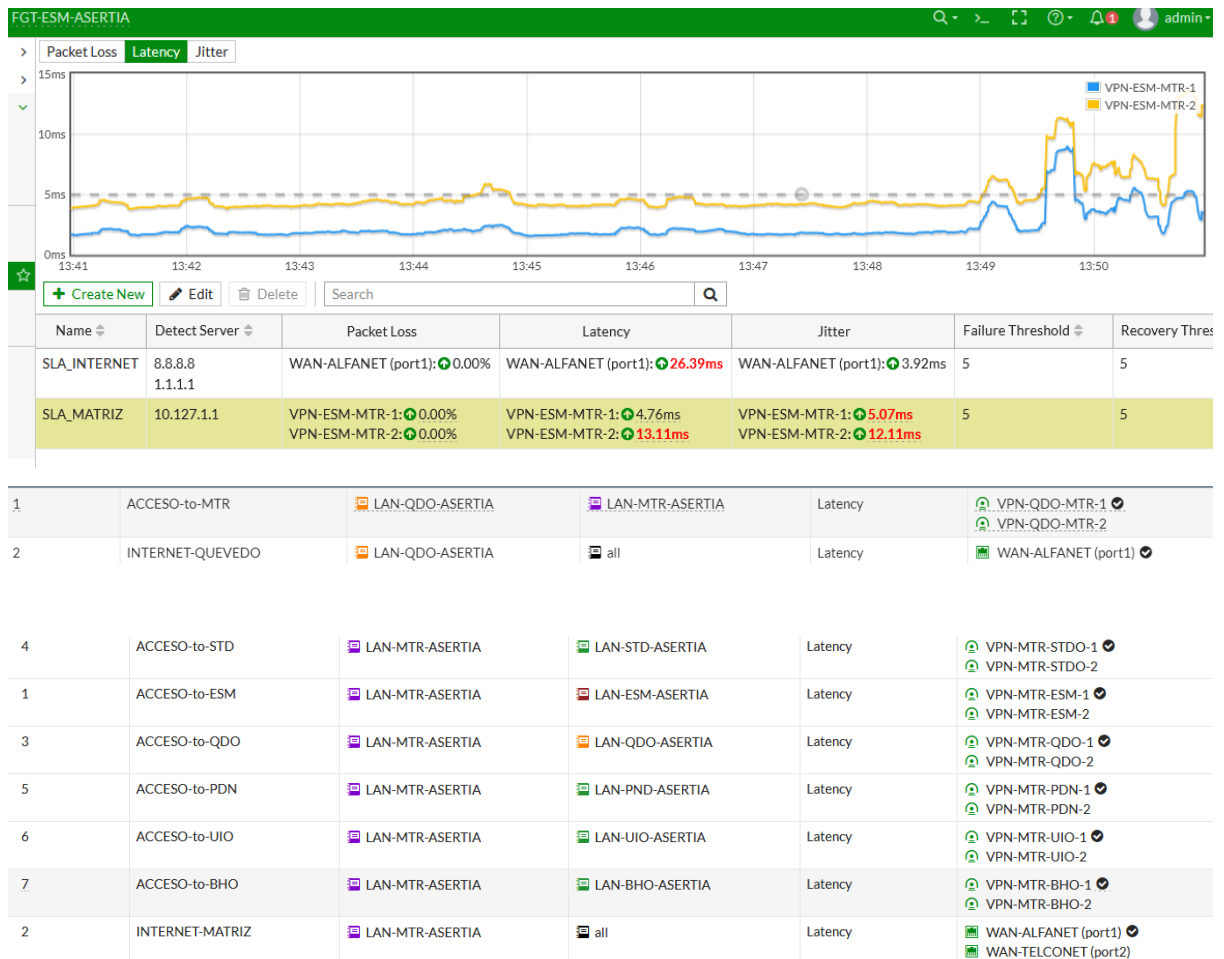 FGT-ESM-ASERTIA
1
admin
Packet Loss Latency Jitter
15ms
10ms
5ms
0ms
VPN-ESM-MTR-1
VPN-ESM-MTR-2
13:41 13:42 13:43 13:44 13:45 13:46 13:47 13:48 13:49 13:50
+ Create New Edit Delete Search
Name Detect Server Packet Loss Latency Jitter Failure Threshold Recovery Thres
SLA_INTERNET 8.8.8.8 WAN-ALFANET (port1): 0.00% WAN-ALFANET (port1): 26.39ms WAN-ALFANET (port1): 3.92ms 5 5
1.1.1.1
SLA_MATRIZ 10.127.1.1 VPN-ESM-MTR-1: 0.00% VPN-ESM-MTR-1: 4.76ms VPN-ESM-MTR-1: 5.07ms 5 5
VPN-ESM-MTR-2: 0.00% VPN-ESM-MTR-2: 13.11ms VPN-ESM-MTR-2: 12.11ms
1 ACCESO-to-MTR LAN-QDO-ASERTIA LAN-MTR-ASERTIA Latency VPN-QDO-MTR-1
VPN-QDO-MTR-2
2 INTERNET-QUEVEDO LAN-QDO-ASERTIA all Latency WAN-ALFANET (port1)
4 ACCESO-to-STD LAN-MTR-ASERTIA LAN-STD-ASERTIA Latency VPN-MTR-STDO-1
VPN-MTR-STDO-2
1 ACCESO-to-ESM LAN-MTR-ASERTIA LAN-ESM-ASERTIA Latency VPN-MTR-ESM-1
VPN-MTR-ESM-2
3 ACCESO-to-QDO LAN-MTR-ASERTIA LAN-QDO-ASERTIA Latency VPN-MTR-QDO-1
VPN-MTR-QDO-2
5 ACCESO-to-PDN LAN-MTR-ASERTIA LAN-PND-ASERTIA Latency VPN-MTR-PDN-1
VPN-MTR-PDN-2
6 ACCESO-to-UIO LAN-MTR-ASERTIA LAN-UIO-ASERTIA Latency VPN-MTR-UIO-1
VPN-MTR-UIO-2
7 ACCESO-to-BHO LAN-MTR-ASERTIA LAN-BHO-ASERTIA Latency VPN-MTR-BHO-1
VPN-MTR-BHO-2
2 INTERNET-MATRIZ LAN-MTR-ASERTIA all Latency WAN-ALFANET (port1)
WAN-TELCONET (port2)